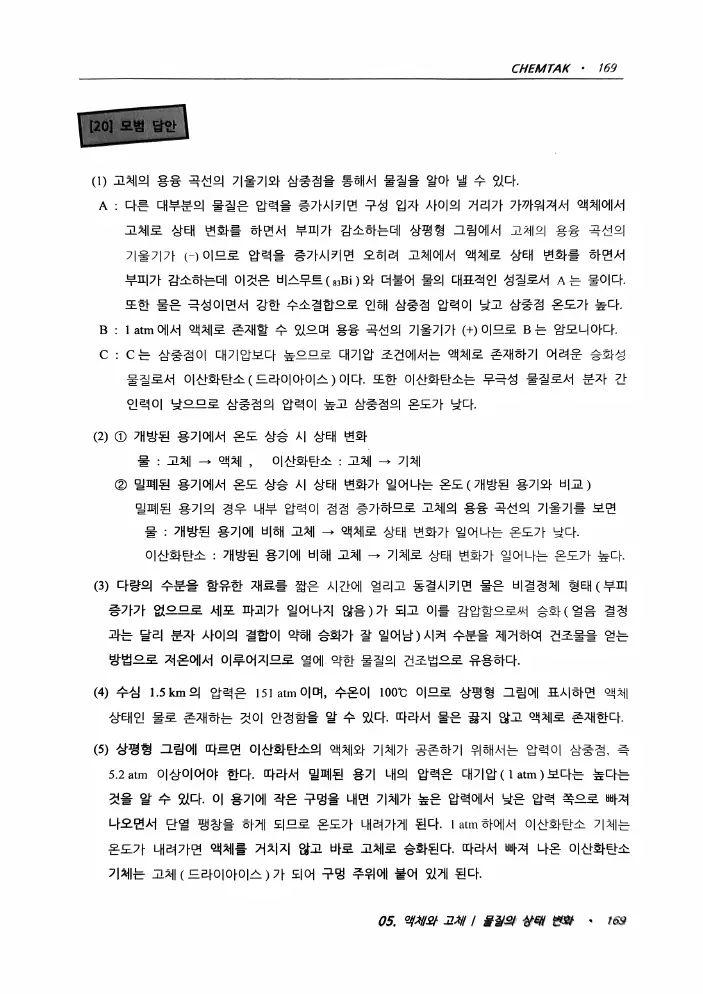 CHEMTAK · 169
[20] 모범 답안
(1) 고체의 용융 곡선의 기울기와 삼중점을 통해서 물질을 알아 낼 수 있다.
A : 다른 대부분의 물질은 압력을 증가시키면 구성 입자 사이의 거리가 가까워져서 액체에서
고체로 상태 변화를 하면서 부피가 감소하는데 상평형 그림에서 고체의 용융 곡선의
기울기가 (-) 이므로 압력을 증가시키면 오히려 고체에서 액체로 상태 변화를 하면서
부피가 감소하는데 이것은 비스무트 ( 83Bi ) 와 더불어 물의 대표적인 성질로서 A 는 물이다.
또한 물은 극성이면서 강한 수소결합으로 인해 삼중점 압력이 낮고 삼중점 온도가 높다.
B : 1 atm 에서 액체로 존재할 수 있으며 용융 곡선의 기울기가 (+) 이므로 B 는 암모니아다.
C : C 는 삼중점이 대기압보다 높으므로 대기압 조건에서는 액체로 존재하기 어려운 승화성
물질로서 이산화탄소 ( 드라이아이스 ) 이다. 또한 이산화탄소는 무극성 물질로서 분자 간
인력이 낮으므로 삼중점의 압력이 높고 삼중점의 온도가 낮다.
(2) ① 개방된 용기에서 온도 상승 시 상태 변화
물 : 고체 → 액체 , 이산화탄소 : 고체 → 기체
② 밀폐된 용기에서 온도 상승 시 상태 변화가 일어나는 온도 ( 개방된 용기와 비교 )
밀폐된 용기의 경우 내부 압력이 점점 증가하므로 고체의 용융 곡선의 기울기를 보면
물 : 개방된 용기에 비해 고체 → 액체로 상태 변화가 일어나는 온도가 낮다.
이산화탄소 : 개방된 용기에 비해 고체 → 기체로 상태 변화가 일어나는 온도가 높다.
(3) 다량의 수분을 함유한 재료를 짧은 시간에 얼리고 동결시키면 물은 비결정체 형태 ( 부피
증가가 없으므로 세포 파괴가 일어나지 않음 ) 가 되고 이를 감압함으로써 승화 ( 얼음 결정
과는 달리 분자 사이의 결합이 약해 승화가 잘 일어남 ) 시켜 수분을 제거하여 건조물을 얻는
방법으로 저온에서 이루어지므로 열에 약한 물질의 건조법으로 유용하다.
(4) 수심 1.5 km 의 압력은 151 atm 이며, 수온이 100℃ 이므로 상평형 그림에 표시하면 액체
상태인 물로 존재하는 것이 안정함을 알 수 있다. 따라서 물은 끓지 않고 액체로 존재한다.
(5) 상평형 그림에 따르면 이산화탄소의 액체와 기체가 공존하기 위해서는 압력이 삼중점, 즉
5.2 atm 이상이어야 한다. 따라서 밀폐된 용기 내의 압력은 대기압 ( 1 atm ) 보다는 높다는
것을 알 수 있다. 이 용기에 작은 구멍을 내면 기체가 높은 압력에서 낮은 압력 쪽으로 빠져
나오면서 단열 팽창을 하게 되므로 온도가 내려가게 된다. 1 atm 하에서 이산화탄소 기체는
온도가 내려가면 액체를 거치지 않고 바로 고체로 승화된다. 따라서 빠져 나온 이산화탄소
기체는 고체 ( 드라이아이스 ) 가 되어 구멍 주위에 붙어 있게 된다.
05. 액체와 고체 / 물질의 상태 변화 · 169